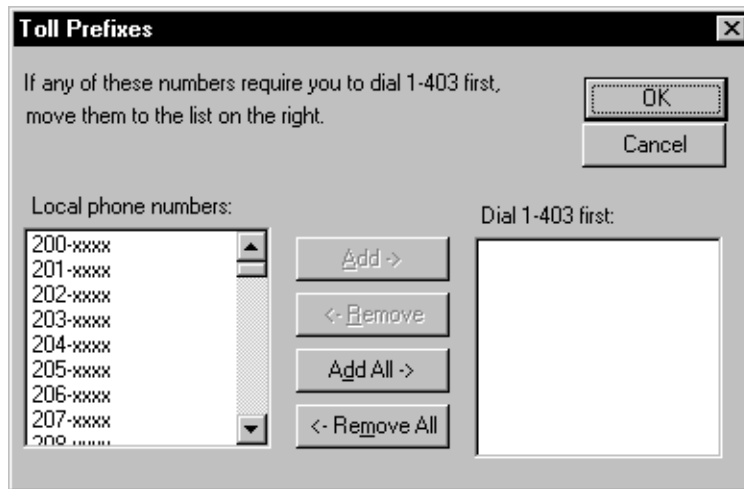 Toll Prefixes
If any of these numbers require you to dial 1-403 first,
move them to the list on the right.
OK
Cancel
Local phone numbers:
200-xxxx
201-xxxx
202-xxxx
203-xxxx
204-xxxx
205-xxxx
206-xxxx
207-xxxx
Add ->
<- Remove
Add All ->
<- Remove All
Dial 1-403 first: